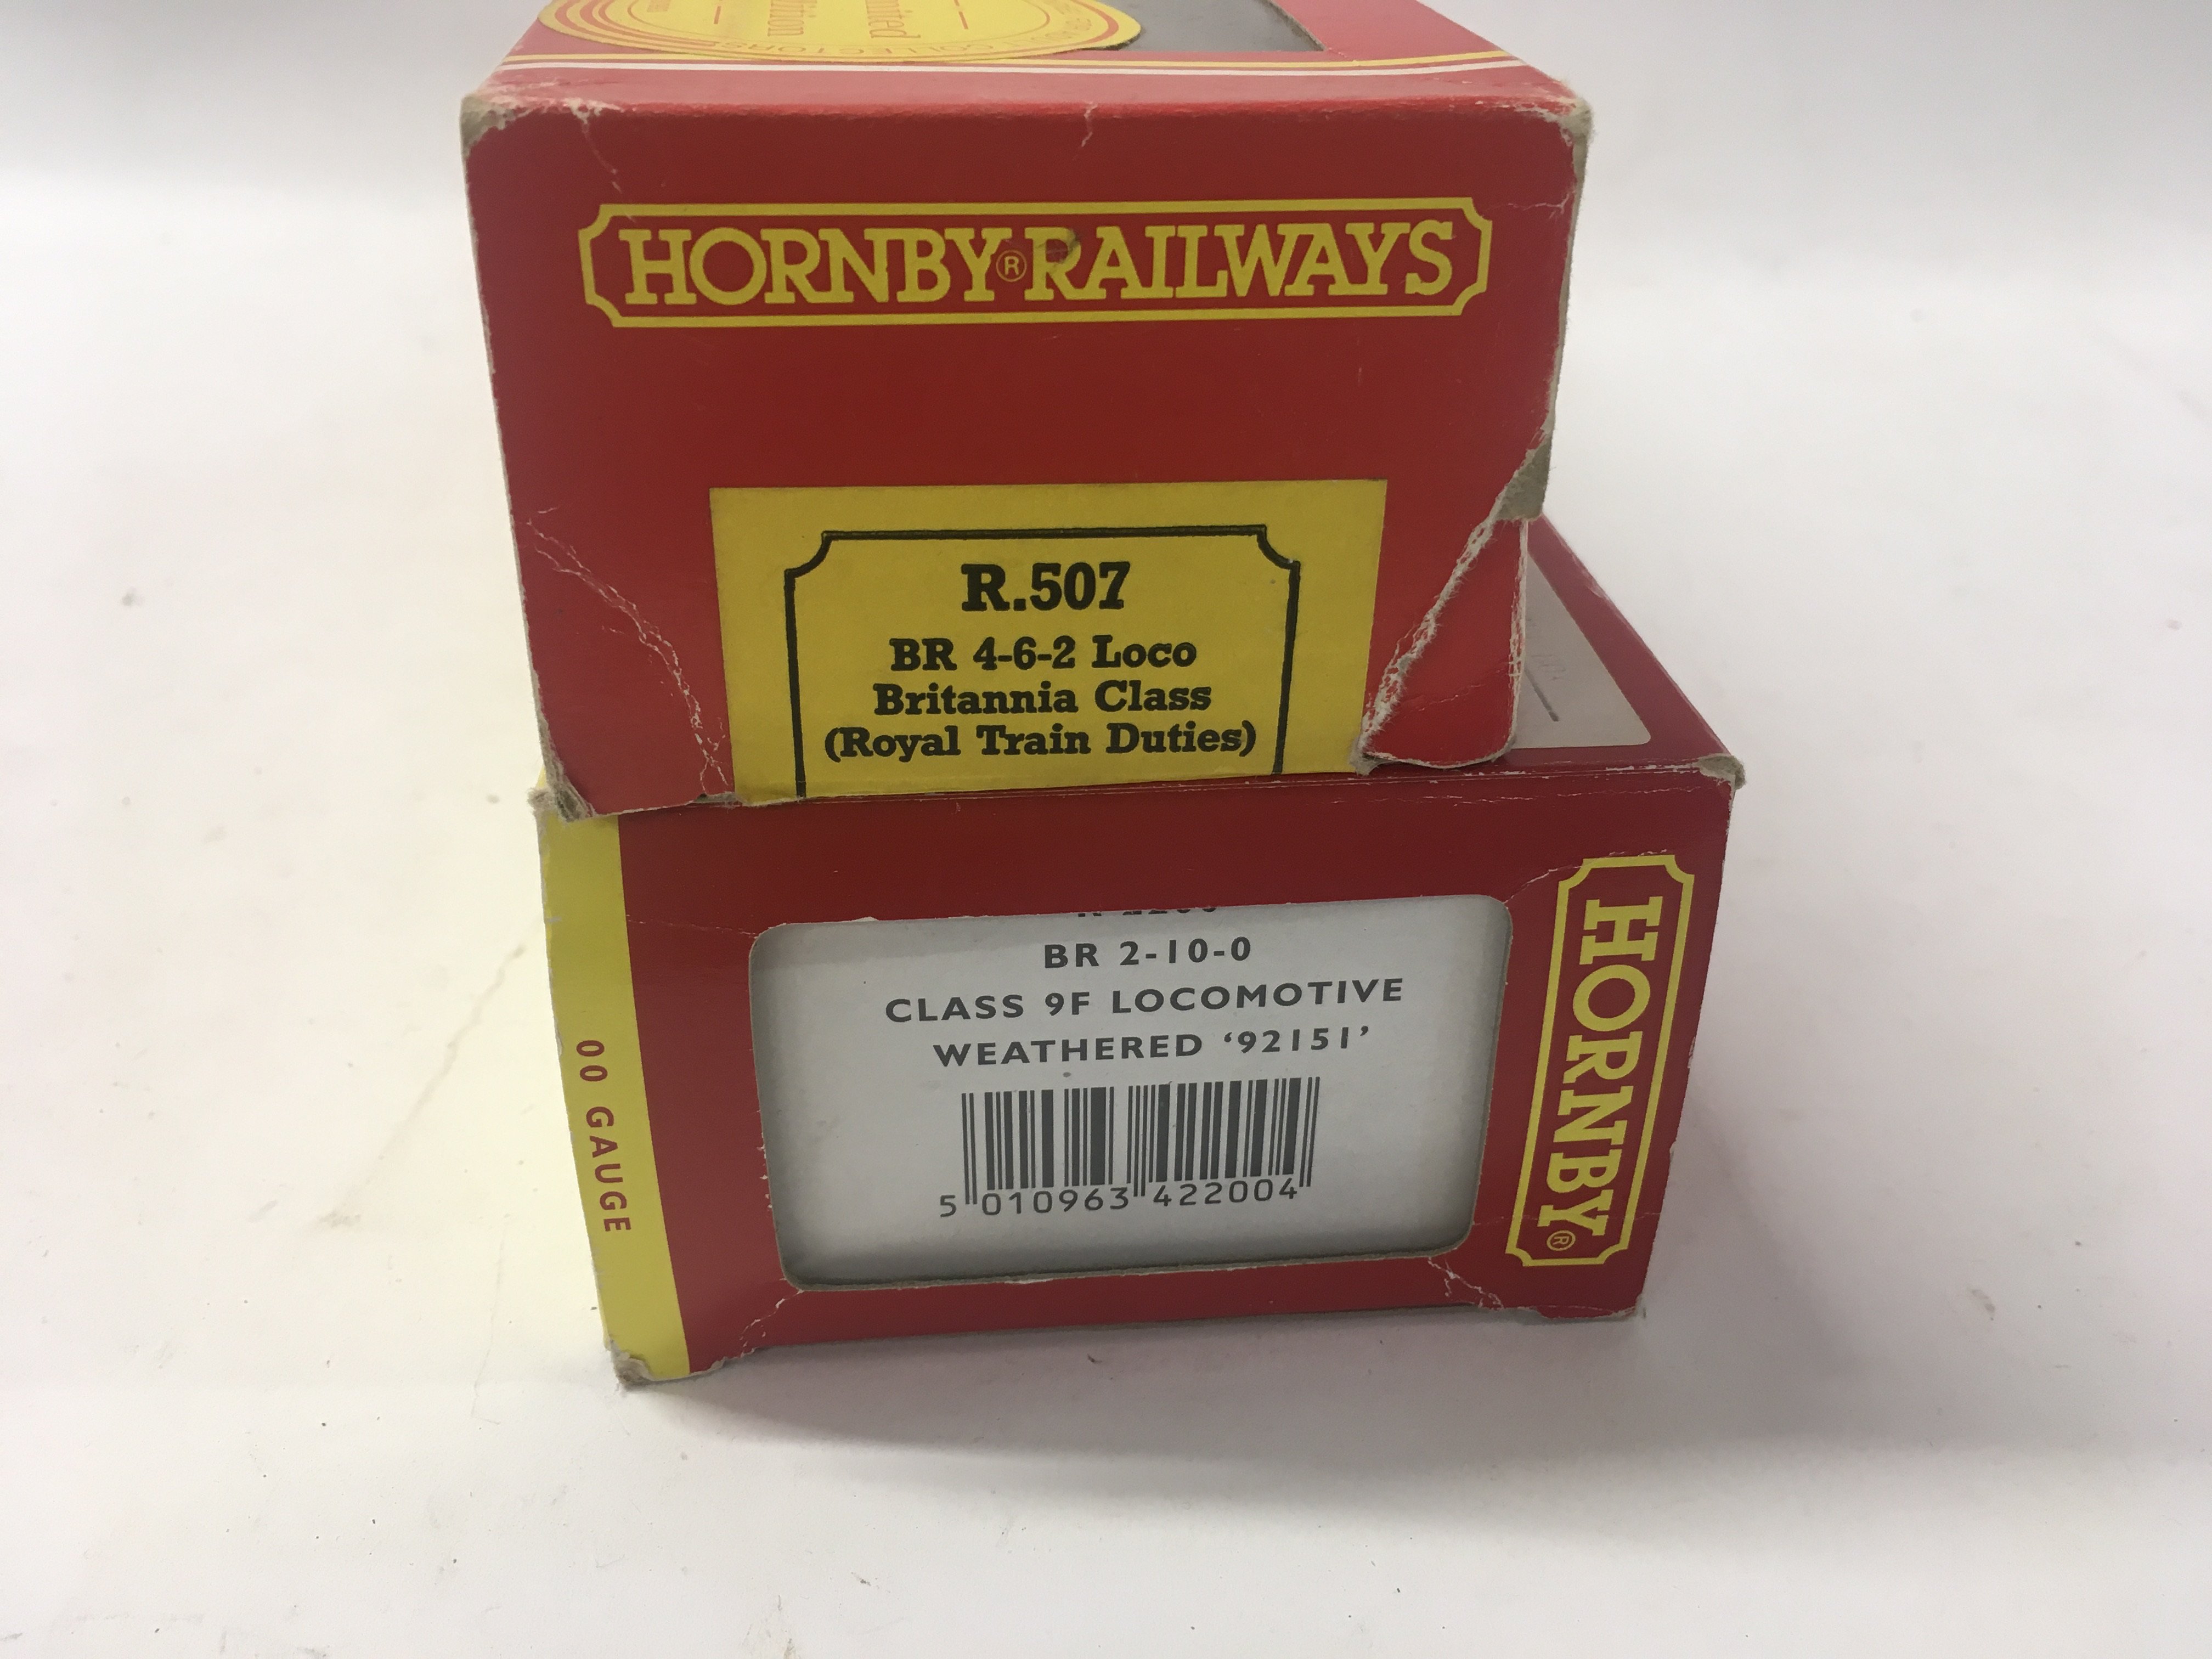 COLLECTORS
HORNBY® RAILWAYS
R.507
BR 4-6-2 Loco
Britannia Class
(Royal Train Duties)
BR 2-10-0
CLASS 9F LOCOMOTIVE
WEATHERED ‘92151’
5 010963 422004
00 GAUGE
HORNBY®